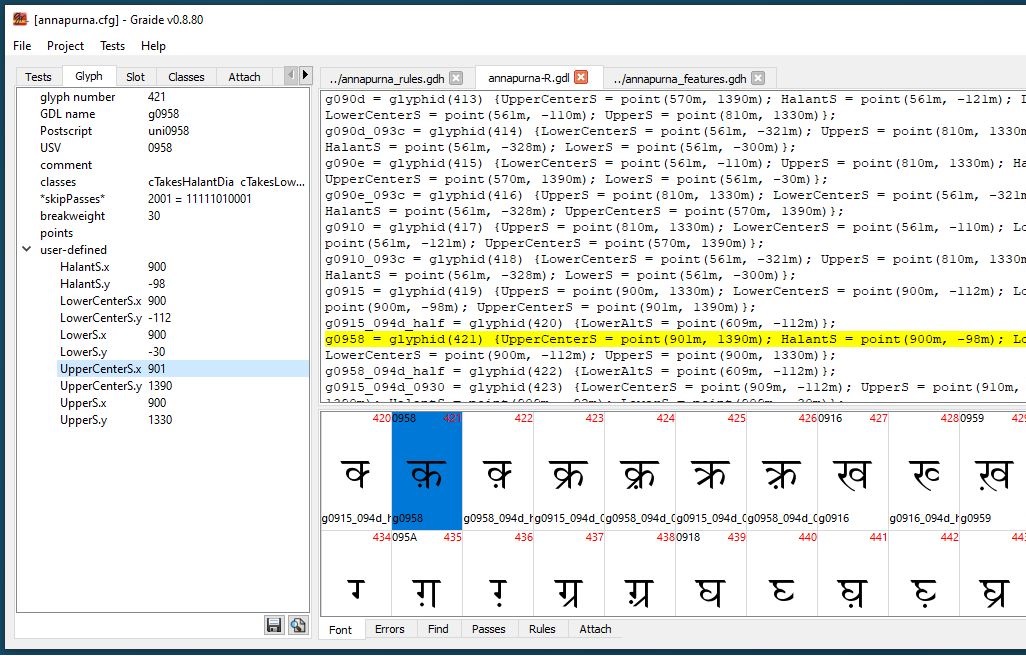 [annapurna.cfg] - Graide v0.8.80
File Project Tests Help
Tests Glyph Slot Classes Attach
glyph number 421
GDL name g0958
Postscript uni0958
USV 0958
comment
classes cTakesHalantDia cTakesLow...
*skipPasses* 2001 = 11111010001
breakweight 30
points
user-defined
HalantS.x 900
HalantS.y -98
LowerCenterS.x 900
LowerCenterS.y -112
LowerS.x 900
LowerS.y -30
UpperCenterS.x 901
UpperCenterS.y 1390
UpperS.x 900
UpperS.y 1330
../annapurna_rules.gdh annapurna-R.gdl ../annapurna_features.gdh
g090d = glyphid(413) {UpperCenterS = point(570m, 1390m); HalantS = point(561m, -121m);
LowerCenterS = point(561m, -110m); UpperS = point(810m, 1330m)};
g090d_093c = glyphid(414) {LowerCenterS = point(561m, -321m); UpperS = point(810m, 1330m
HalantS = point(561m, -328m); LowerS = point(561m, -300m)};
g090e = glyphid(415) {LowerCenterS = point(561m, -110m); UpperS = point(810m, 1330m); Ha
UpperCenterS = point(570m, 1390m); LowerS = point(561m, -30m)};
g090e_093c = glyphid(416) {UpperS = point(810m, 1330m); LowerCenterS = point(561m, -321m
HalantS = point(561m, -328m); UpperCenterS = point(570m, 1390m)};
g0910 = glyphid(417) {UpperS = point(810m, 1330m); LowerCenterS = point(561m, -110m); Lo
point(561m, -121m); UpperCenterS = point(570m, 1390m)};
g0910_093c = glyphid(418) {LowerCenterS = point(561m, -321m); UpperS = point(810m, 1330m
HalantS = point(561m, -328m); LowerS = point(561m, -300m)};
g0915 = glyphid(419) {UpperS = point(900m, 1330m); LowerCenterS = point(900m, -112m); Lo
point(900m, -98m); UpperCenterS = point(901m, 1390m)};
g0915_094d_half = glyphid(420) {LowerAltS = point(609m, -112m)};
g0958 = glyphid(421) {UpperCenterS = point(901m, 1390m); HalantS = point(900m, -98m); Lo
LowerCenterS = point(900m, -112m); UpperS = point(900m, 1330m)};
g0958_094d_half = glyphid(422) {LowerAltS = point(609m, -112m)};
g0915_094d_0930 = glyphid(423) {LowerCenterS = point(909m, -112m); UpperS = point(910m,
420 0958 421 422 423 424 425 426 0916 427 428 0959 429
क्‍ क़ क़्‍ क्र क़्र क्र क़्र ख ख्‍ ख़
g0915_094d_h g0958 g0958_094d_h g0915_094d_0 g0958_094d_0 g0915_094d_0 g0958_094d_0 g0916 g0916_094d_h g0959
434 095A 435 436 437 438 0918 439 440 441 442 443
ग्‍ ग़ ग़्‍ ग्र ग़्र घ घ्‍ घ़ घ़्‍ घ्र
Font Errors Find Passes Rules Attach